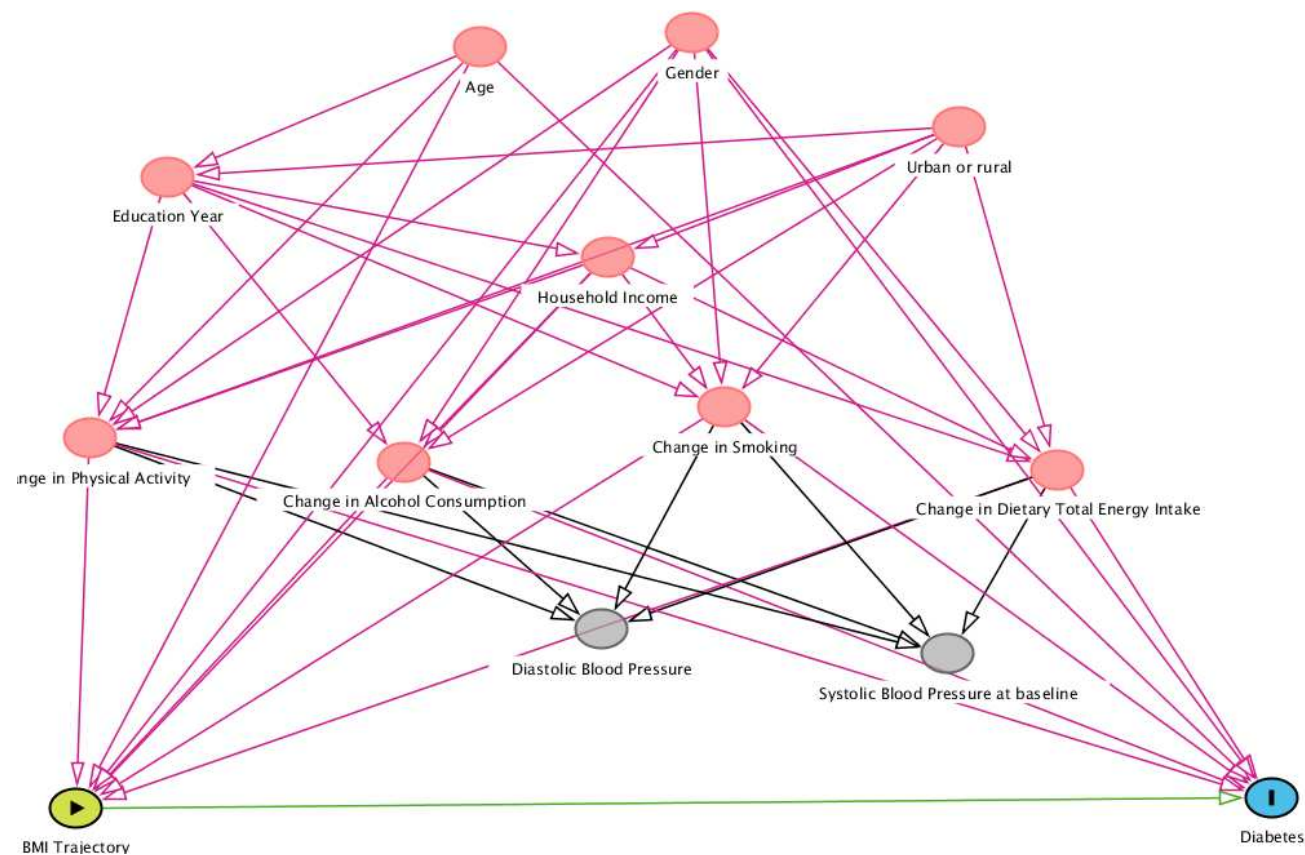 Age
Gender
Urban or rural
Education Year
Household Income
Change in Smoking
nge in Physical Activity
Change in Alcohol Consumption
Change in Dietary Total Energy Intake
Diastolic Blood Pressure
Systolic Blood Pressure at baseline
BMI Trajectory
Diabetes